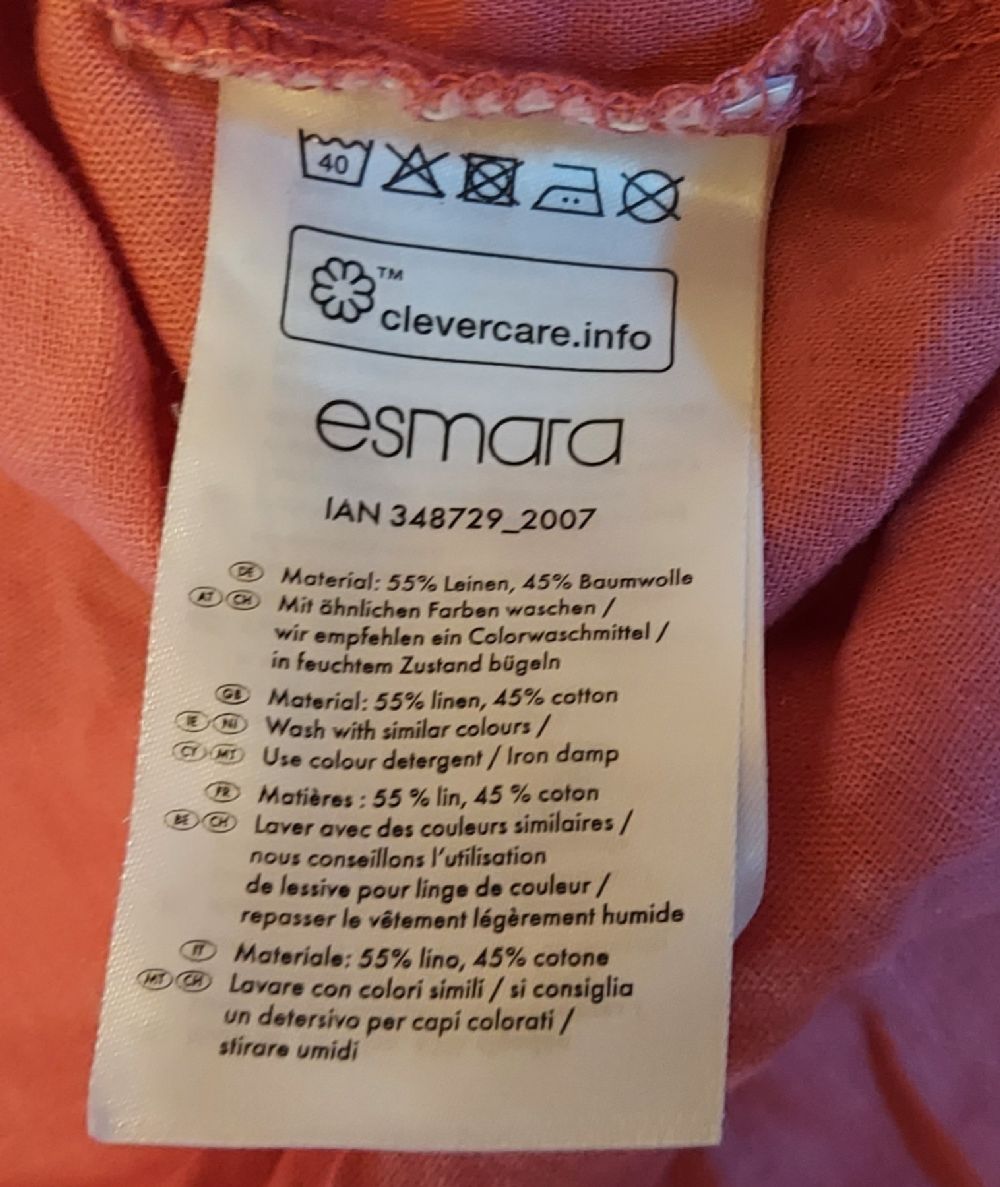 40
TM
clevercare.info
esmara
IAN 348729_2007
DE Material: 55% Leinen, 45% Baumwolle
AT CH Mit ähnlichen Farben waschen /
wir empfehlen ein Colorwaschmittel /
in feuchtem Zustand bügeln
GB Material: 55% linen, 45% cotton
IE NI Wash with similar colours /
CY MT Use colour detergent / Iron damp
FR Matières : 55 % lin, 45 % coton
BE CH Laver avec des couleurs similaires /
nous conseillons l'utilisation
de lessive pour linge de couleur /
repasser le vêtement légèrement humide
IT Materiale: 55% lino, 45% cotone
MT CH Lavare con colori simili / si consiglia
un detersivo per capi colorati /
stirare umidi